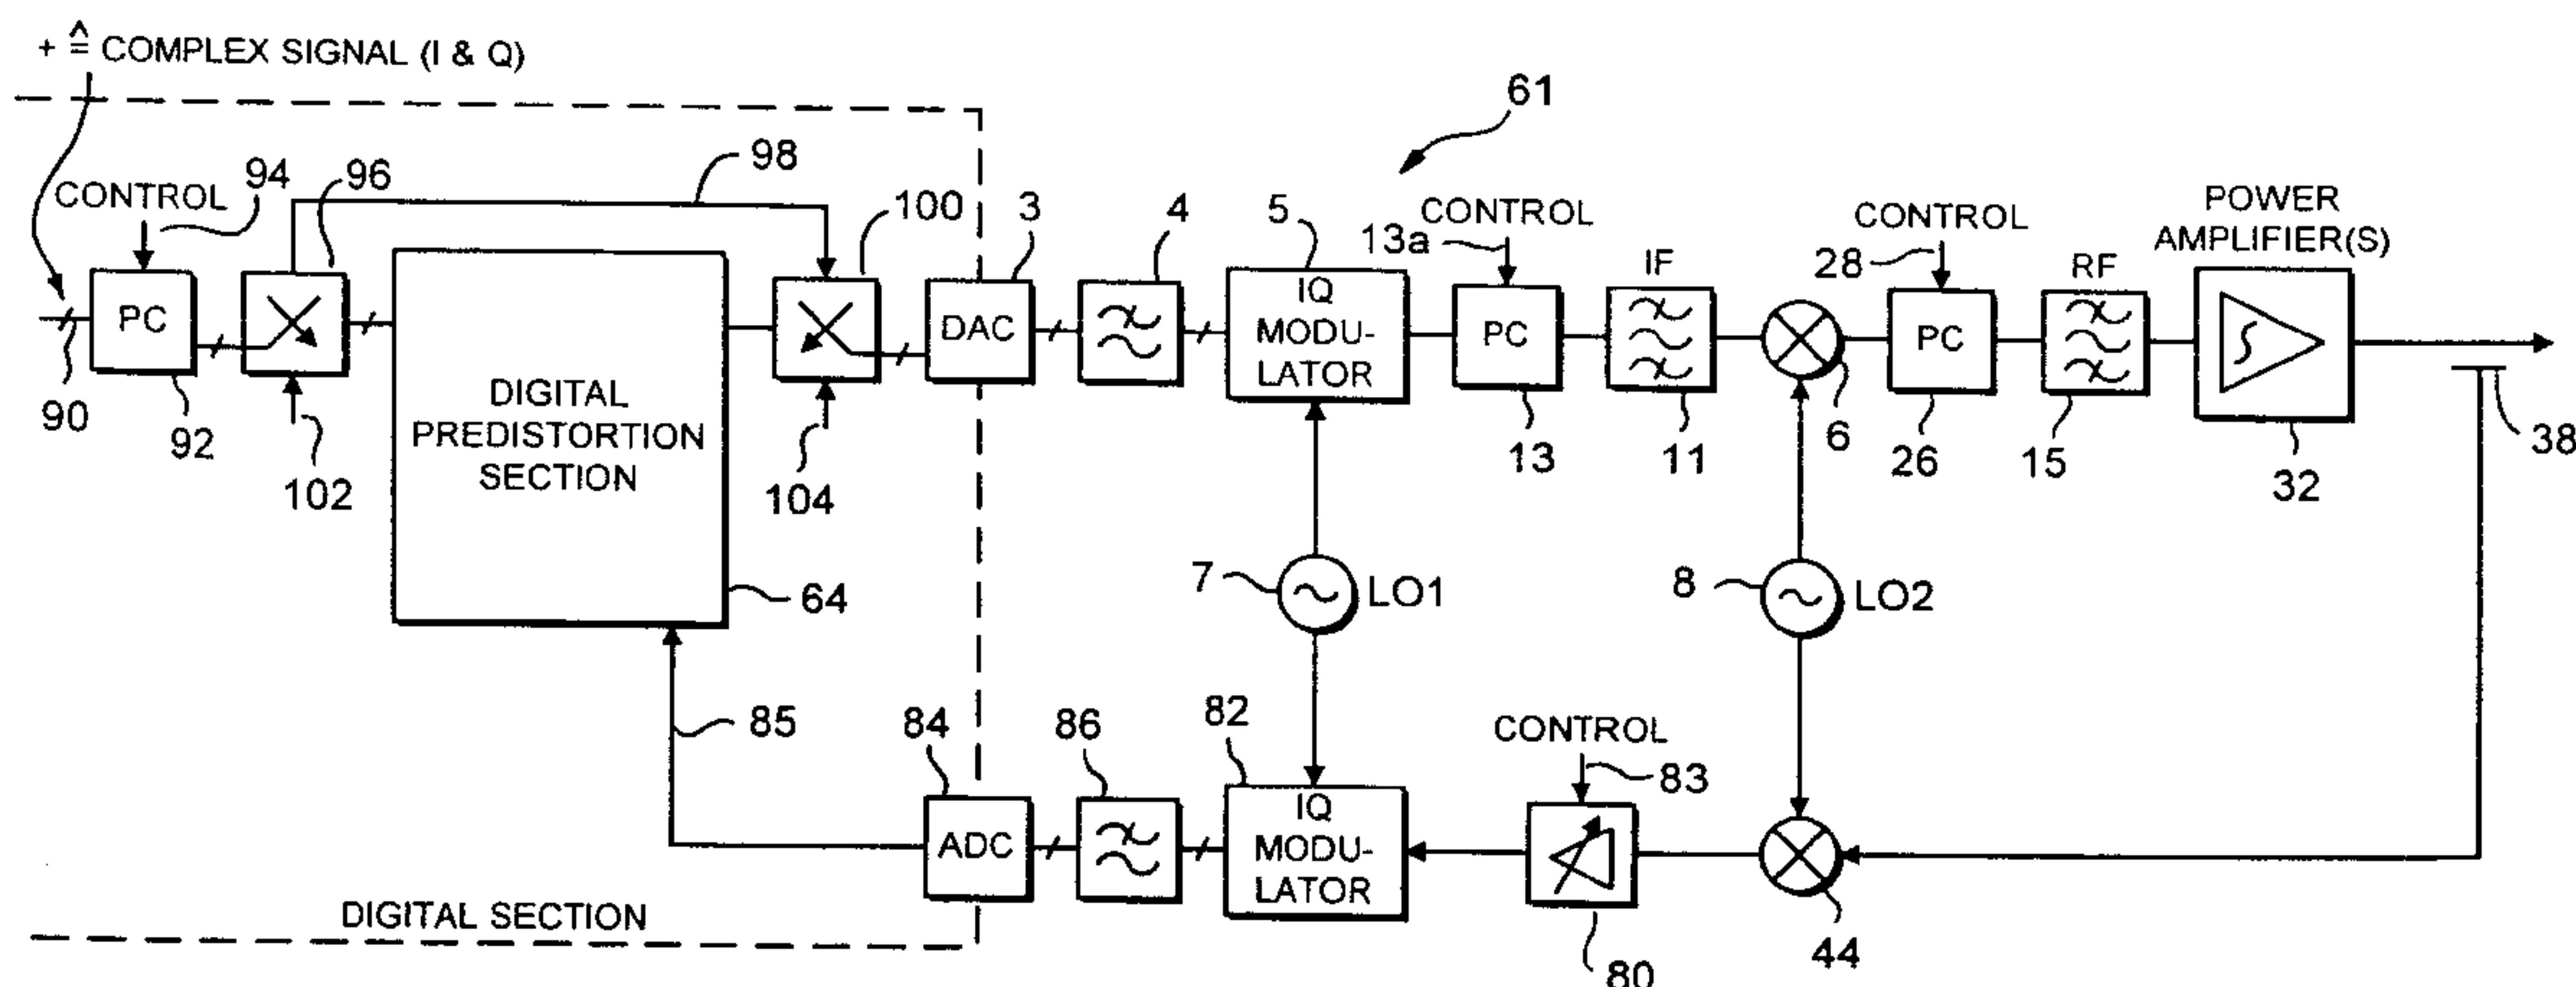 + ≙ COMPLEX SIGNAL (I & Q)
61
98
94
96
CONTROL
100
3
4
5
CONTROL
13a
CONTROL
28
POWER
AMPLIFIER(S)
IF
RF
PC
DAC
IQ
MODU-
LATOR
PC
PC
DIGITAL
PREDISTORTION
SECTION
90
92
102
104
13
11
6
26
15
32
38
64
7
LO1
8
LO2
85
84
86
82
CONTROL
83
ADC
IQ
MODU-
LATOR
80
44
DIGITAL SECTION